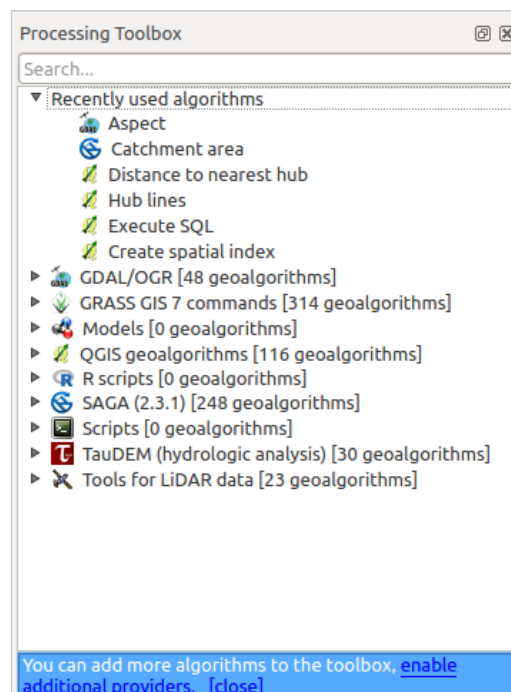 Processing Toolbox
Search...
Recently used algorithms
Aspect
Catchment area
Distance to nearest hub
Hub lines
Execute SQL
Create spatial index
GDAL/OGR [48 geoalgorithms]
GRASS GIS 7 commands [314 geoalgorithms]
Models [0 geoalgorithms]
QGIS geoalgorithms [116 geoalgorithms]
R scripts [0 geoalgorithms]
SAGA (2.3.1) [248 geoalgorithms]
Scripts [0 geoalgorithms]
TauDEM (hydrologic analysis) [30 geoalgorithms]
Tools for LiDAR data [23 geoalgorithms]
You can add more algorithms to the toolbox, enable
additional providers. [close]